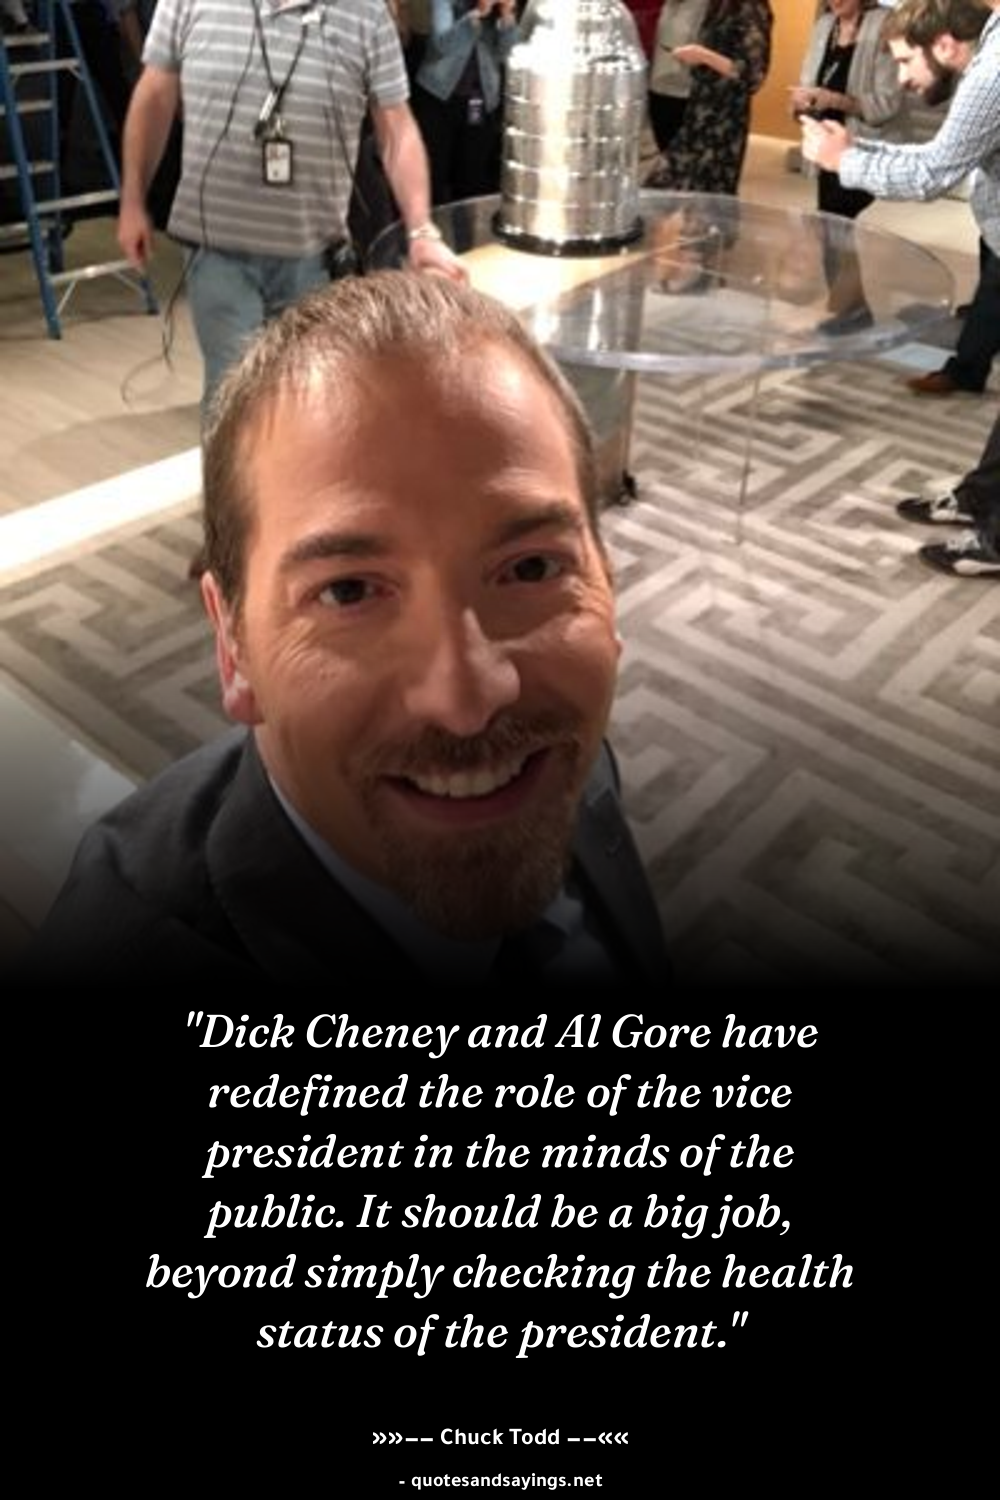 "Dick Cheney and Al Gore have
redefined the role of the vice
president in the minds of the
public. It should be a big job,
beyond simply checking the health
status of the president."
»»–– Chuck Todd ––««
- quotesandsayings.net